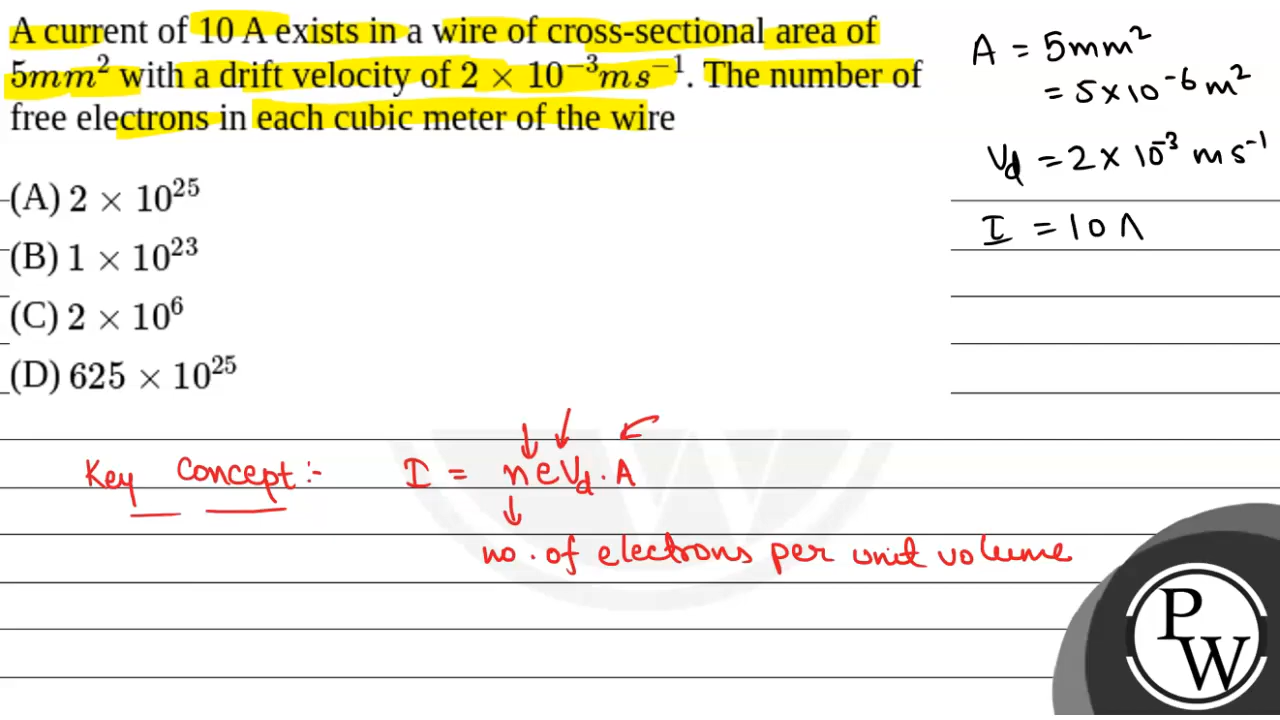 A current of 10 A exists in a wire of cross-sectional area of
5mm² with a drift velocity of 2 × 10⁻³ms⁻¹. The number of
free electrons in each cubic meter of the wire
(A) 2 × 10²⁵
(B) 1 × 10²³
(C) 2 × 10⁶
(D) 625 × 10²⁵
A = 5mm²
= 5×10⁻⁶m²
Vd = 2 × 10⁻³ ms⁻¹
I = 10 A
Key Concept :- I = neVd.A
no. of electrons per unit volume
P
W